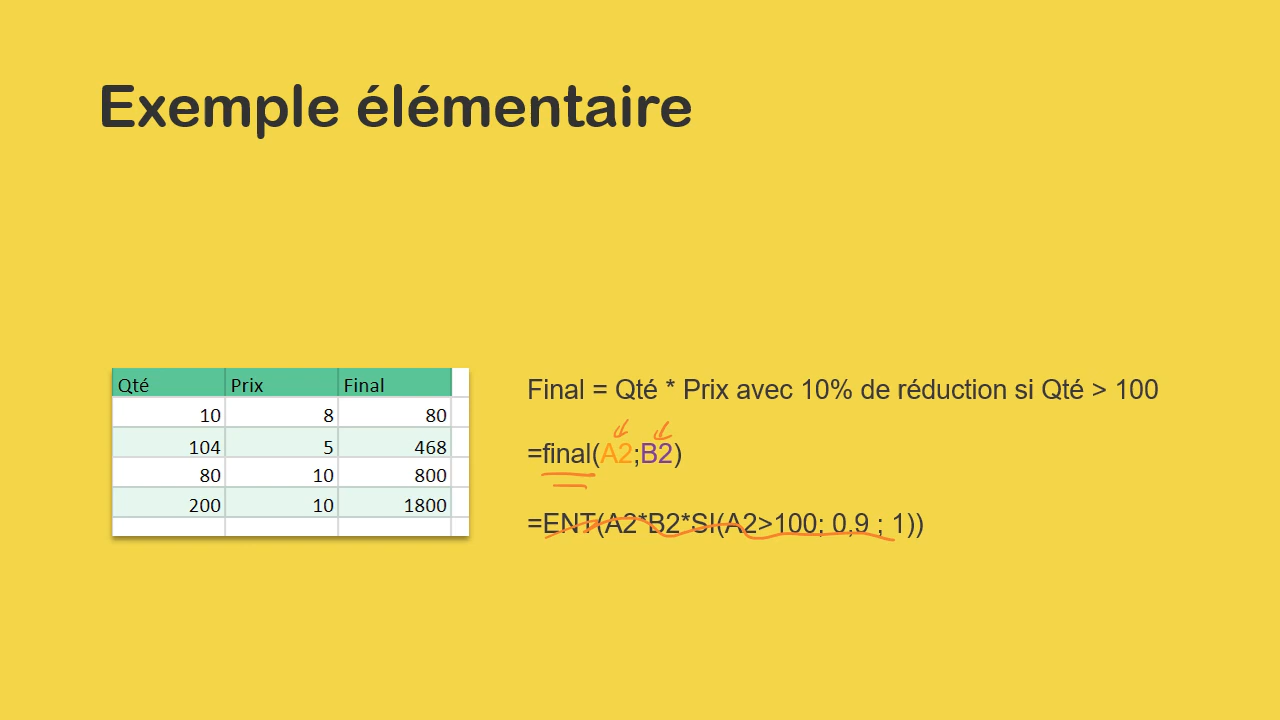 Exemple élémentaire
Qté Prix Final
10 8 80
104 5 468
80 10 800
200 10 1800
Final = Qté * Prix avec 10% de réduction si Qté > 100
=final(A2;B2)
=ENT(A2*B2*SI(A2>100; 0,9 ; 1))